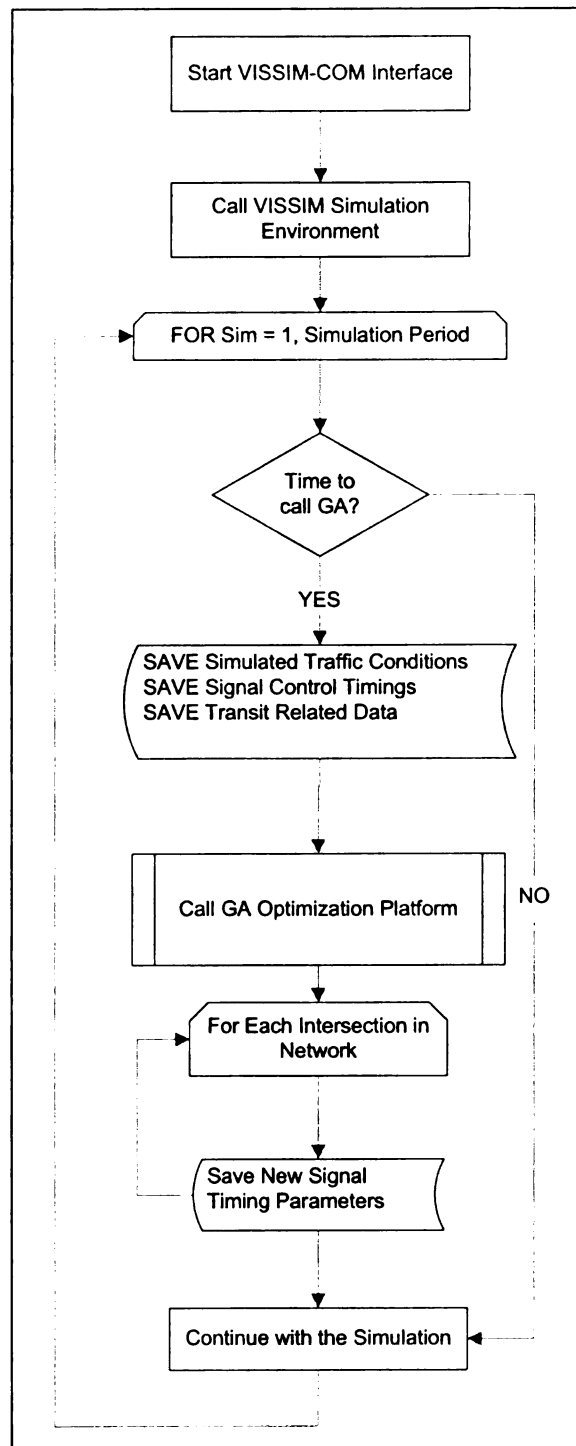 Start VISSIM-COM Interface
Call VISSIM Simulation
Environment
FOR Sim = 1, Simulation Period
Time to
call GA?
YES
SAVE Simulated Traffic Conditions
SAVE Signal Control Timings
SAVE Transit Related Data
Call GA Optimization Platform
NO
For Each Intersection in
Network
Save New Signal
Timing Parameters
Continue with the Simulation